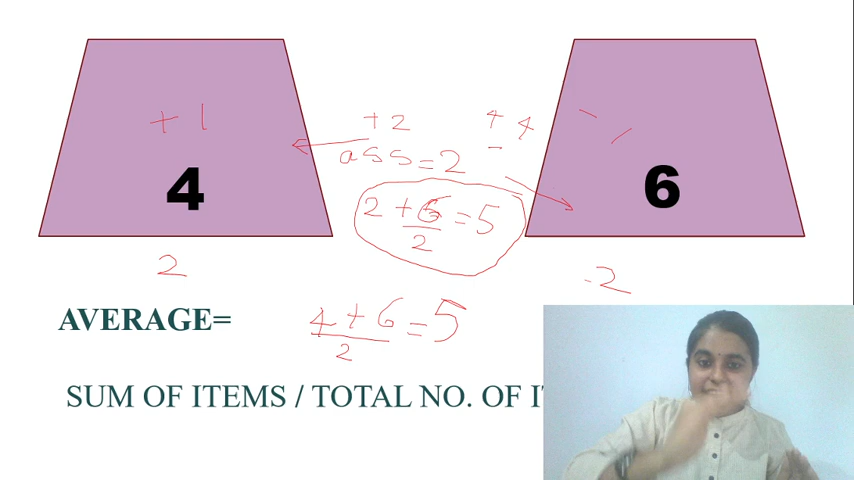 + 1
+2
+ 4
ass=2
4
6
2 + 6 = 5
2
2
-2
AVERAGE=
4 + 6 = 5
2
SUM OF ITEMS / TOTAL NO. OF